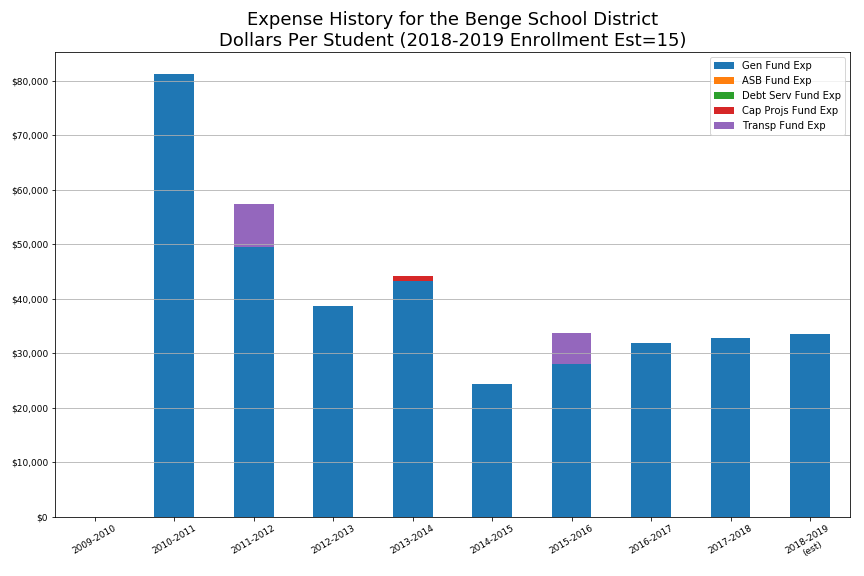 Expense History for the Benge School District
Dollars Per Student (2018-2019 Enrollment Est=15)
Gen Fund Exp
ASB Fund Exp
Debt Serv Fund Exp
Cap Projs Fund Exp
Transp Fund Exp
$80,000
$70,000
$60,000
$50,000
$40,000
$30,000
$20,000
$10,000
$0
2009-2010
2010-2011
2011-2012
2012-2013
2013-2014
2014-2015
2015-2016
2016-2017
2017-2018
2018-2019
(est)